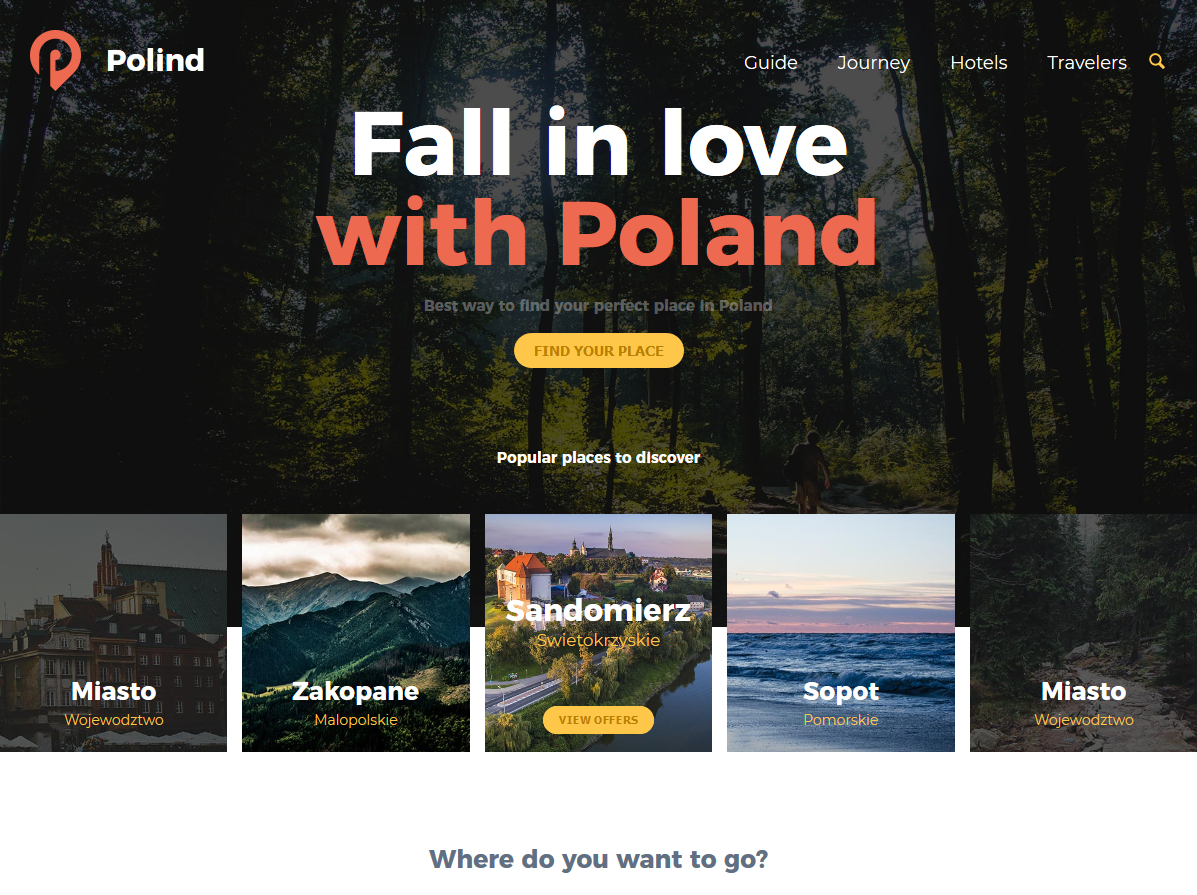 Polind
Guide Journey Hotels Travelers
Fall in love
with Poland
Best way to find your perfect place in Poland
FIND YOUR PLACE
Popular places to discover
Miasto
Wojewodztwo
Zakopane
Malopolskie
Sandomierz
Swietokrzyskie
VIEW OFFERS
Sopot
Pomorskie
Miasto
Wojewodztwo
Where do you want to go?